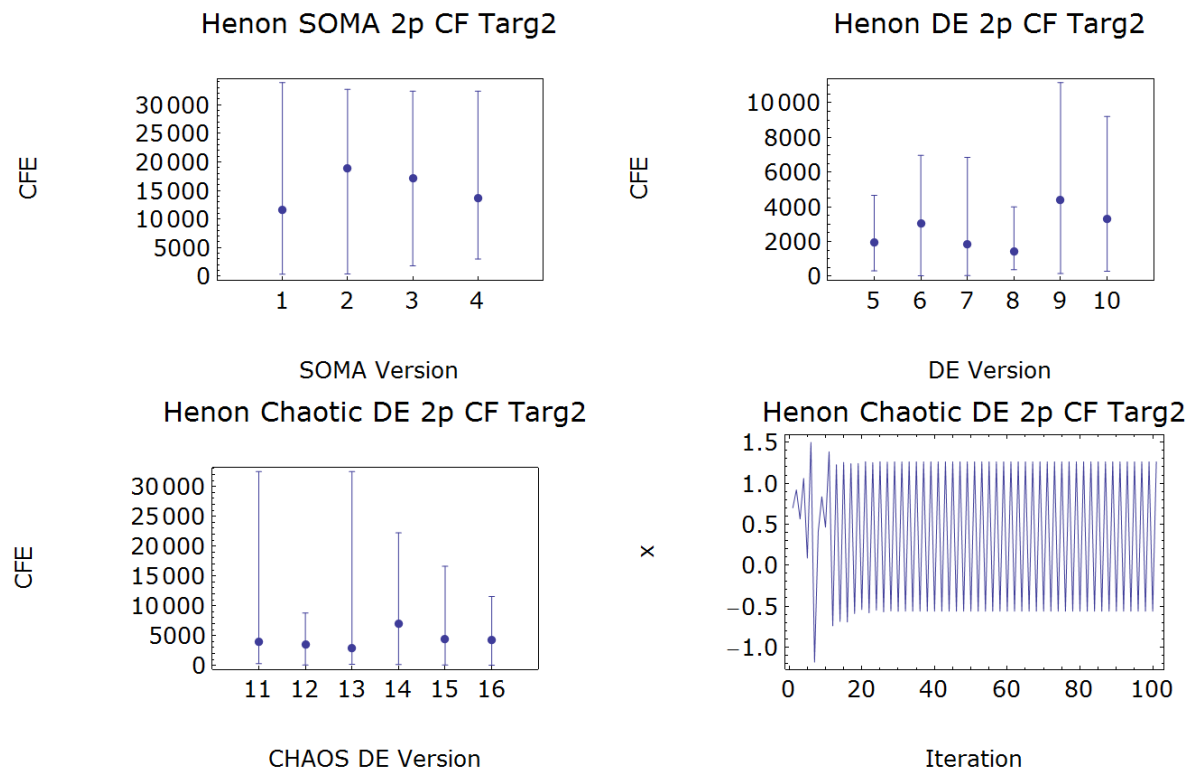 Henon SOMA 2p CF Targ2
CFE
30 000
25 000
20 000
15 000
10 000
5000
0
1 2 3 4
SOMA Version
Henon DE 2p CF Targ2
CFE
10 000
8000
6000
4000
2000
0
5 6 7 8 9 10
DE Version
Henon Chaotic DE 2p CF Targ2
CFE
30 000
25 000
20 000
15 000
10 000
5000
0
11 12 13 14 15 16
CHAOS DE Version
Henon Chaotic DE 2p CF Targ2
x
1.5
1.0
0.5
0.0
−0.5
−1.0
0 20 40 60 80 100
Iteration